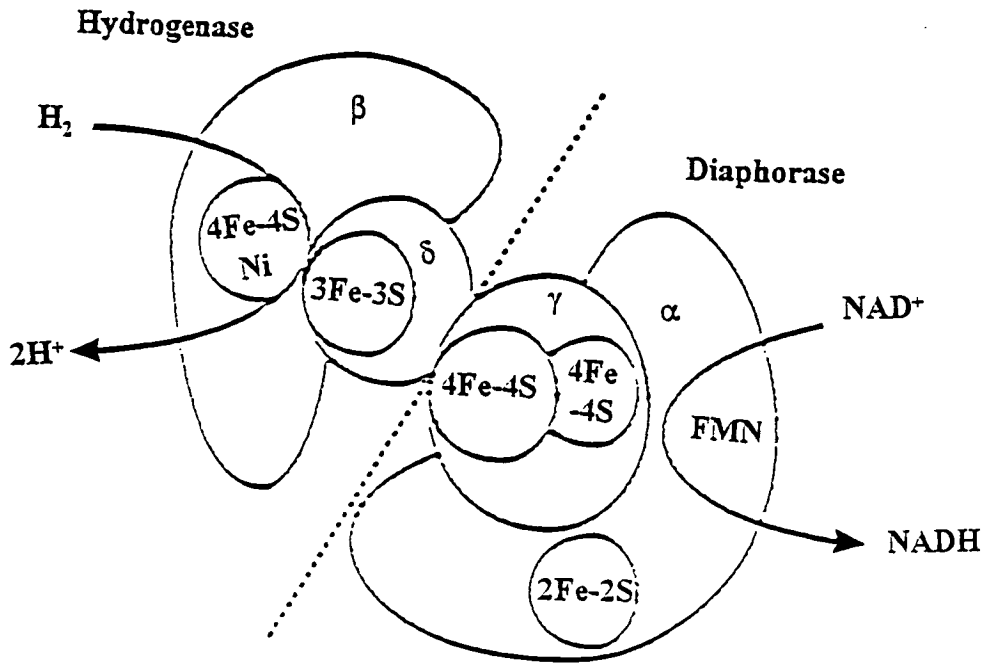 Hydrogenase
β
H₂
Diaphorase
4Fe-4S
Ni
δ
3Fe-3S
γ
α
NAD⁺
2H⁺
4Fe-4S
4Fe
-4S
FMN
NADH
2Fe-2S